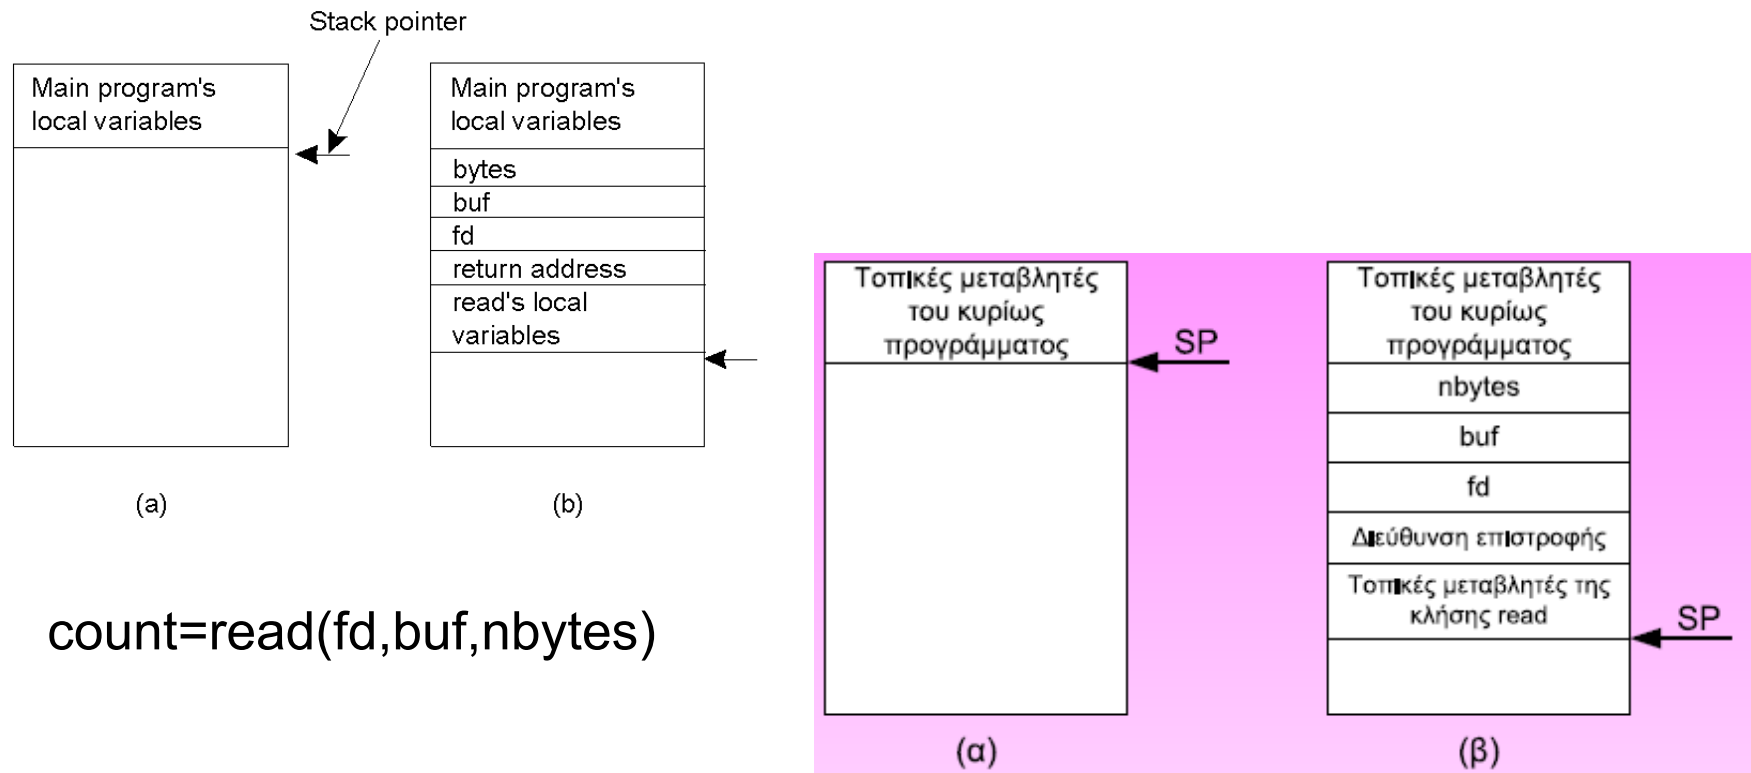 Stack pointer
Main program's
local variables
(a)
Main program's
local variables
bytes
buf
fd
return address
read's local
variables
(b)
count=read(fd,buf,nbytes)
Τοπικές μεταβλητές
του κυρίως
προγράμματος
SP
(α)
Τοπικές μεταβλητές
του κυρίως
προγράμματος
nbytes
buf
fd
Διεύθυνση επιστροφής
Τοπικές μεταβλητές της
κλήσης read
SP
(β)